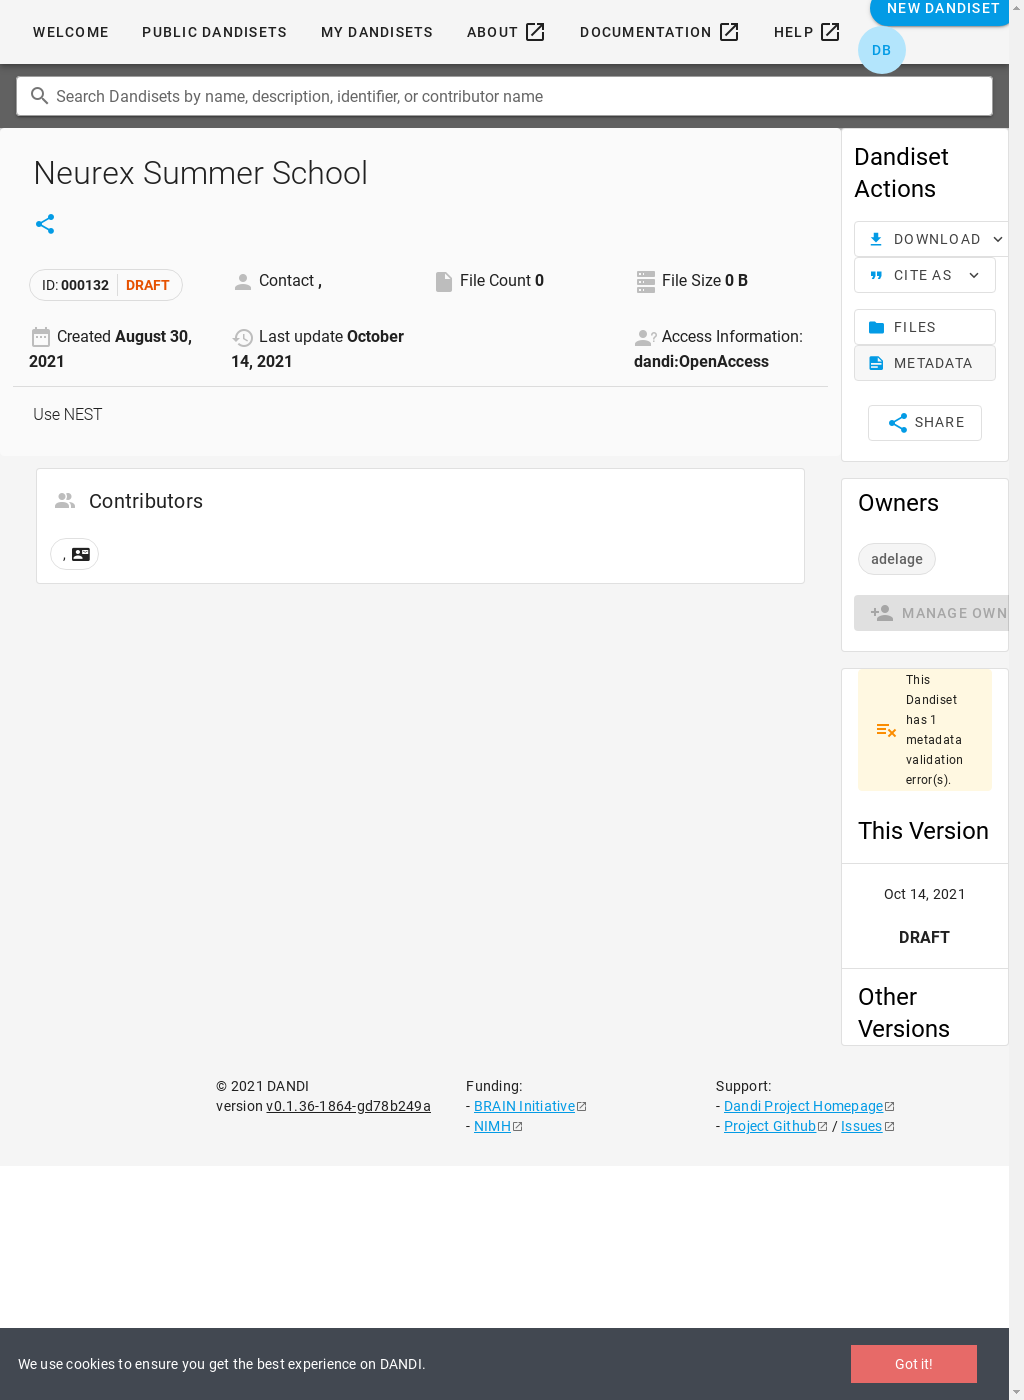 WELCOME
PUBLIC DANDISETS
MY DANDISETS
ABOUT
DOCUMENTATION
HELP
NEW DANDISET
DB
Search Dandisets by name, description, identifier, or contributor name
Neurex Summer School
ID: 000132 DRAFT
Contact ,
File Count 0
File Size 0 B
Created August 30,
2021
Last update October
14, 2021
Access Information:
dandi:OpenAccess
Use NEST
Contributors
,
Dandiset
Actions
DOWNLOAD
CITE AS
FILES
METADATA
SHARE
Owners
adelage
MANAGE OWN
This
Dandiset
has 1
metadata
validation
error(s).
This Version
Oct 14, 2021
DRAFT
Other
Versions
© 2021 DANDI
version v0.1.36-1864-gd78b249a
Funding:
- BRAIN Initiative
- NIMH
Support:
- Dandi Project Homepage
- Project Github / Issues
We use cookies to ensure you get the best experience on DANDI.
Got it!